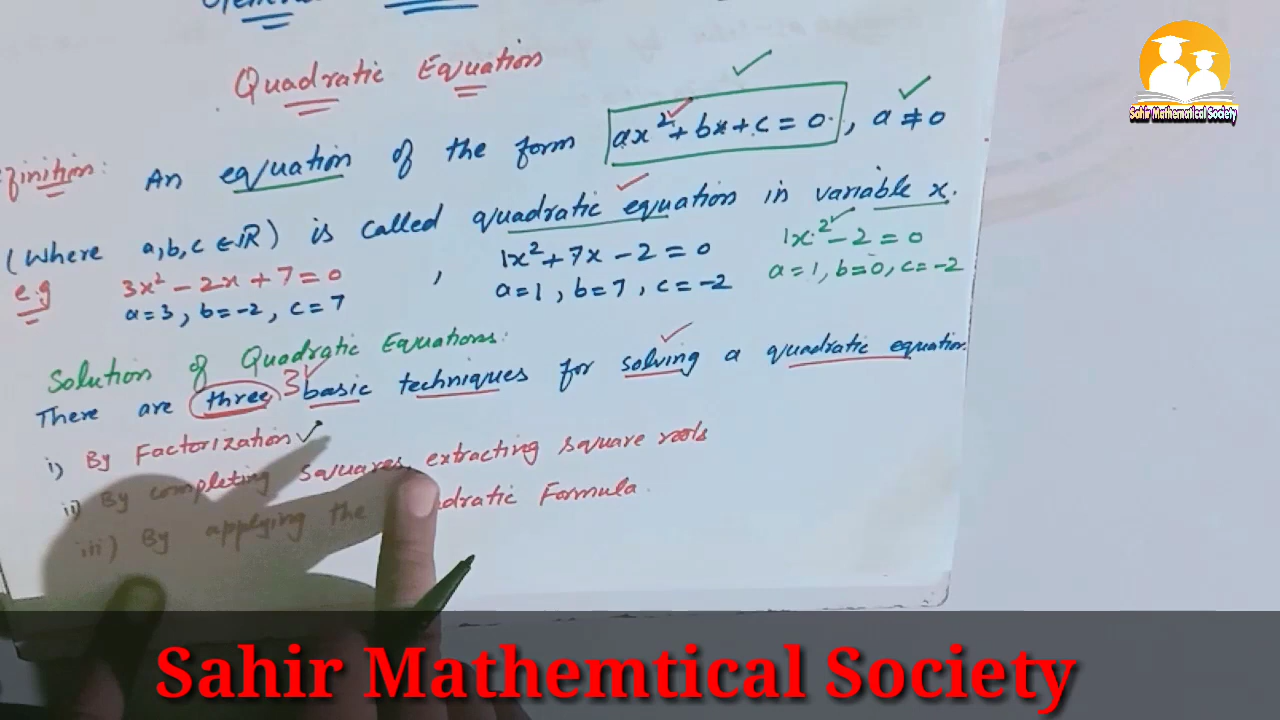 Quadratic Equation
An equation of the form ax²+bx+c=0, a≠0
(Where a,b,c ∈ ℝ) is called quadratic equation in variable x.
e.g 3x²-2x+7=0, 1x²+7x-2=0 1x²-2=0
a=3, b=-2, c=7 a=1, b=7, c=-2 a=1, b=0, c=-2
Solution of Quadratic Equations:
There are three 3 basic techniques for solving a quadratic equation.
i) By Factorization
ii) By completing squares, extracting square roots
iii) By applying the Formula
Sahir Mathematical Society
Sahir Mathemtical Society